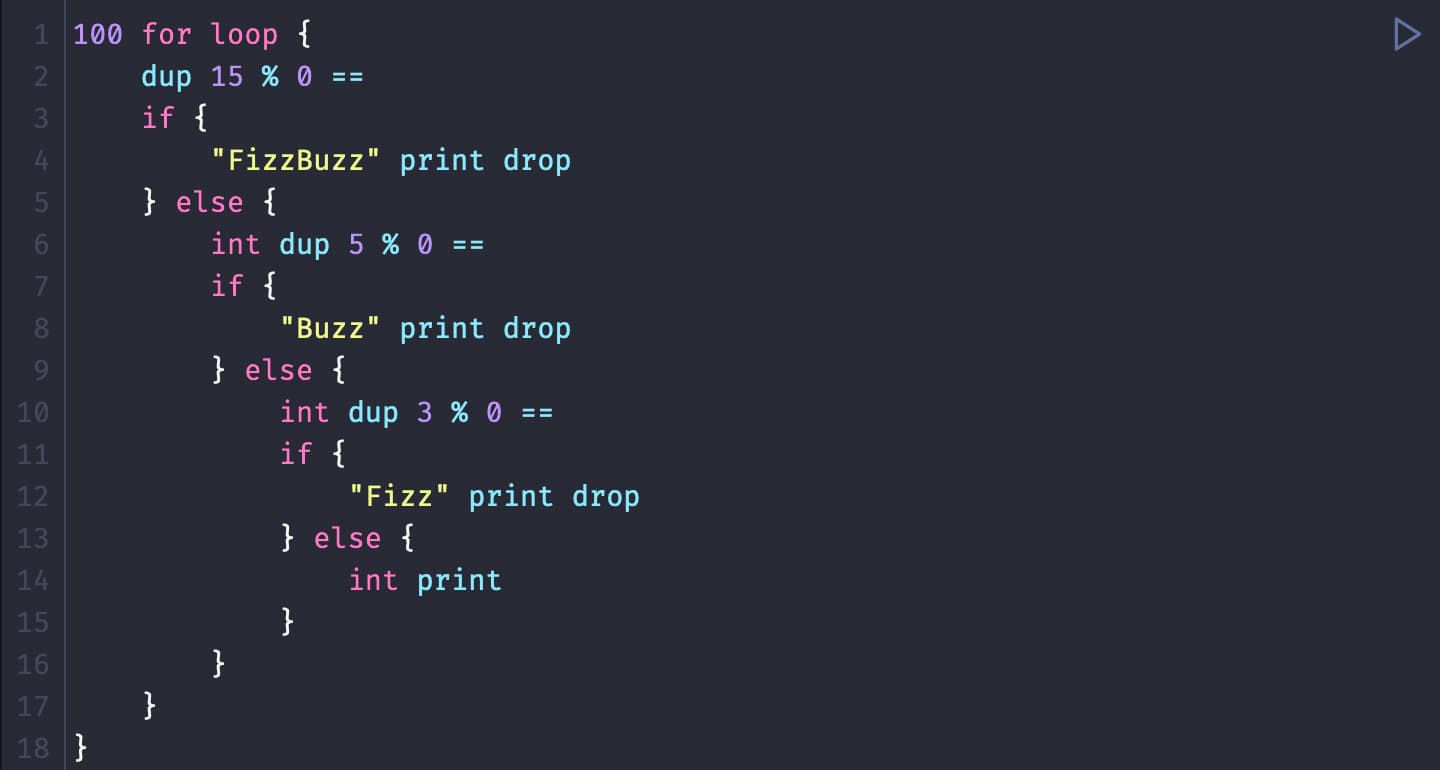 1 100 for loop {
2     dup 15 % 0 ==
3     if {
4         "FizzBuzz" print drop
5     } else {
6         int dup 5 % 0 ==
7         if {
8             "Buzz" print drop
9         } else {
10             int dup 3 % 0 ==
11             if {
12                 "Fizz" print drop
13             } else {
14                 int print
15             }
16         }
17     }
18 }